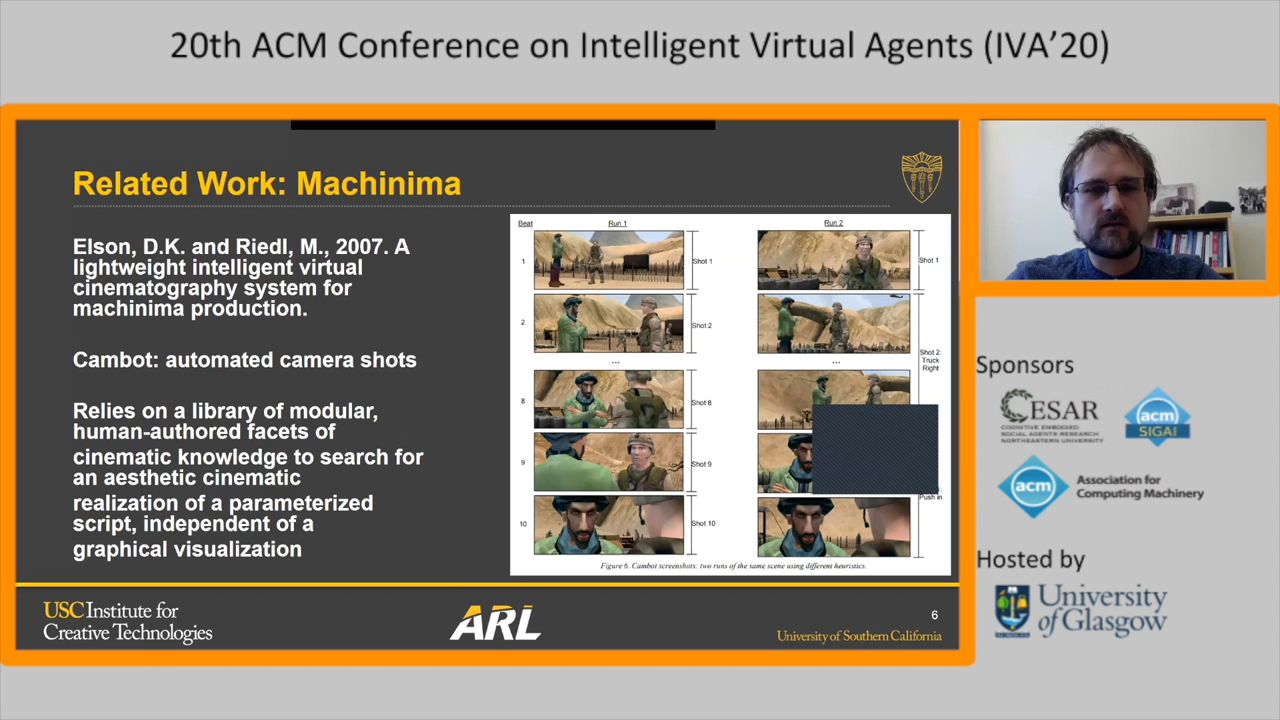 20th ACM Conference on Intelligent Virtual Agents (IVA'20)
Related Work: Machinima
Elson, D.K. and Riedl, M., 2007. A
lightweight intelligent virtual
cinematography system for
machinima production.
Cambot: automated camera shots
Relies on a library of modular,
human-authored facets of
cinematic knowledge to search for
an aesthetic cinematic
realization of a parameterized
script, independent of a
graphical visualization
Beat Run 1 Run 2
1 Shot 1 Shot 1
2 Shot 2
Shot 2:
Truck
Right
... ...
8 Shot 8
9 Shot 9
Push in
10 Shot 10
Figure 6. Cambot screenshots: two runs of the same scene using different heuristics.
USC Institute for
Creative Technologies
ARL
6
University of Southern California
Sponsors
CESAR
COGNITIVE EMBODIED
SOCIAL AGENTS RESEARCH
NORTHEASTERN UNIVERSITY
acm
SIGAI
acm
Association for
Computing Machinery
Hosted by
University
of Glasgow